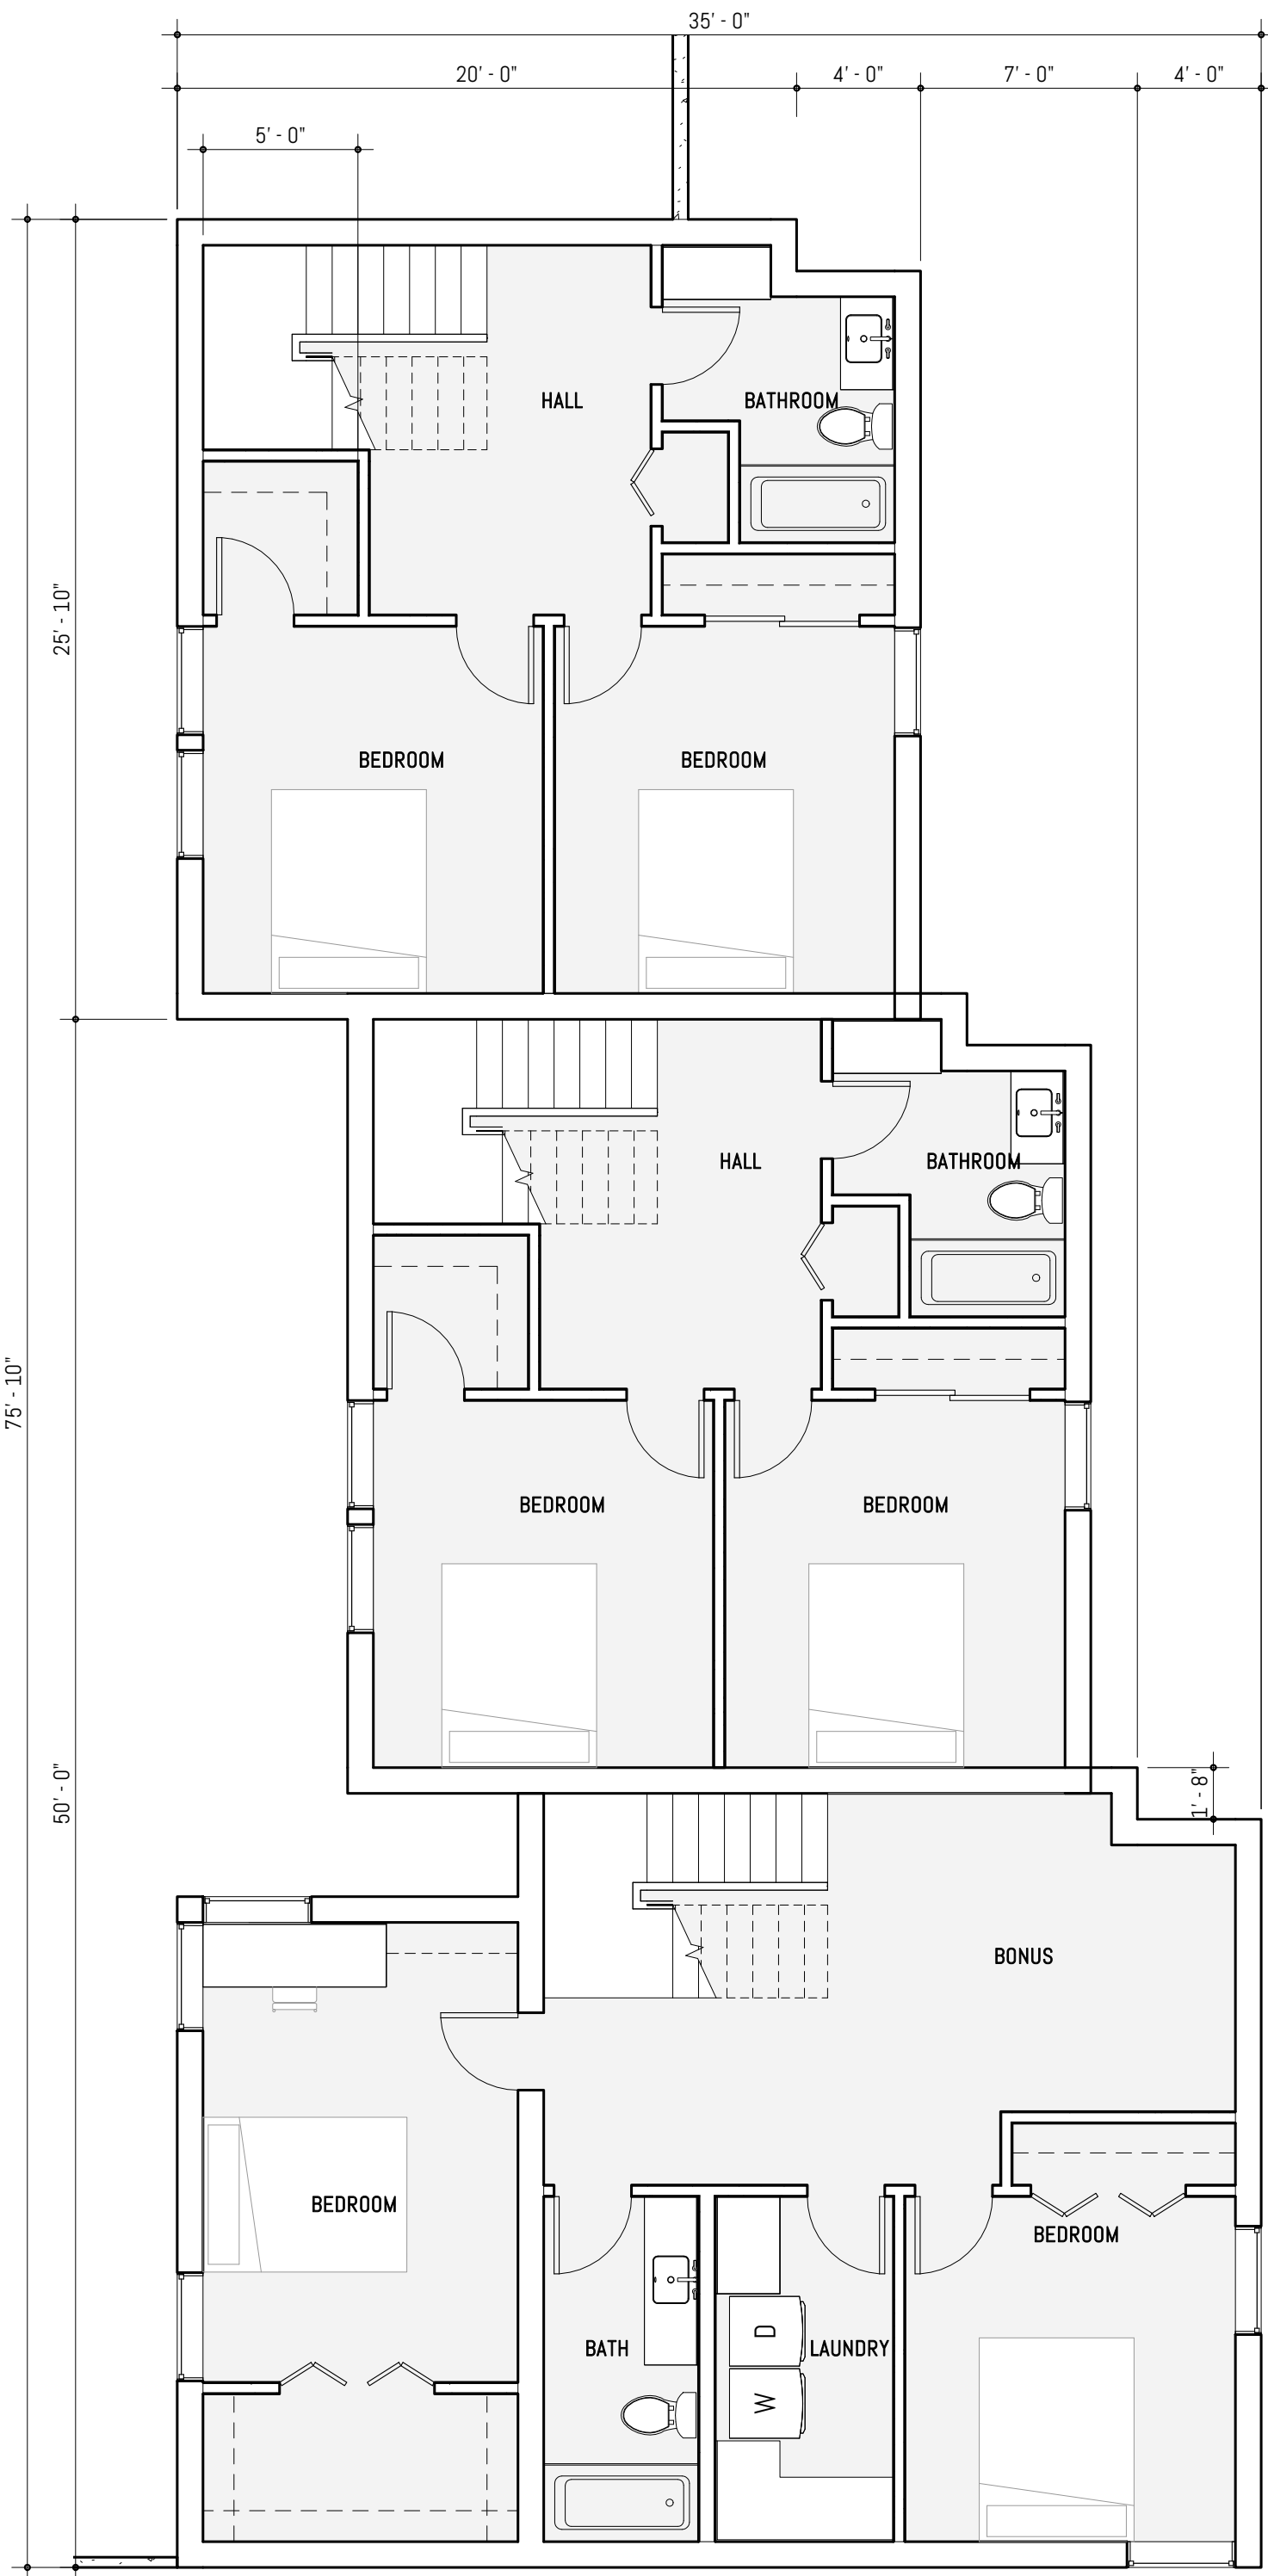 35' - 0"
20' - 0"
4' - 0"
7' - 0"
4' - 0"
5' - 0"
HALL
BATHROOM
25' - 10"
BEDROOM
BEDROOM
HALL
BATHROOM
75' - 10"
BEDROOM
BEDROOM
50' - 0"
1' - 8"
BONUS
BEDROOM
BEDROOM
BATH
D
LAUNDRY
W